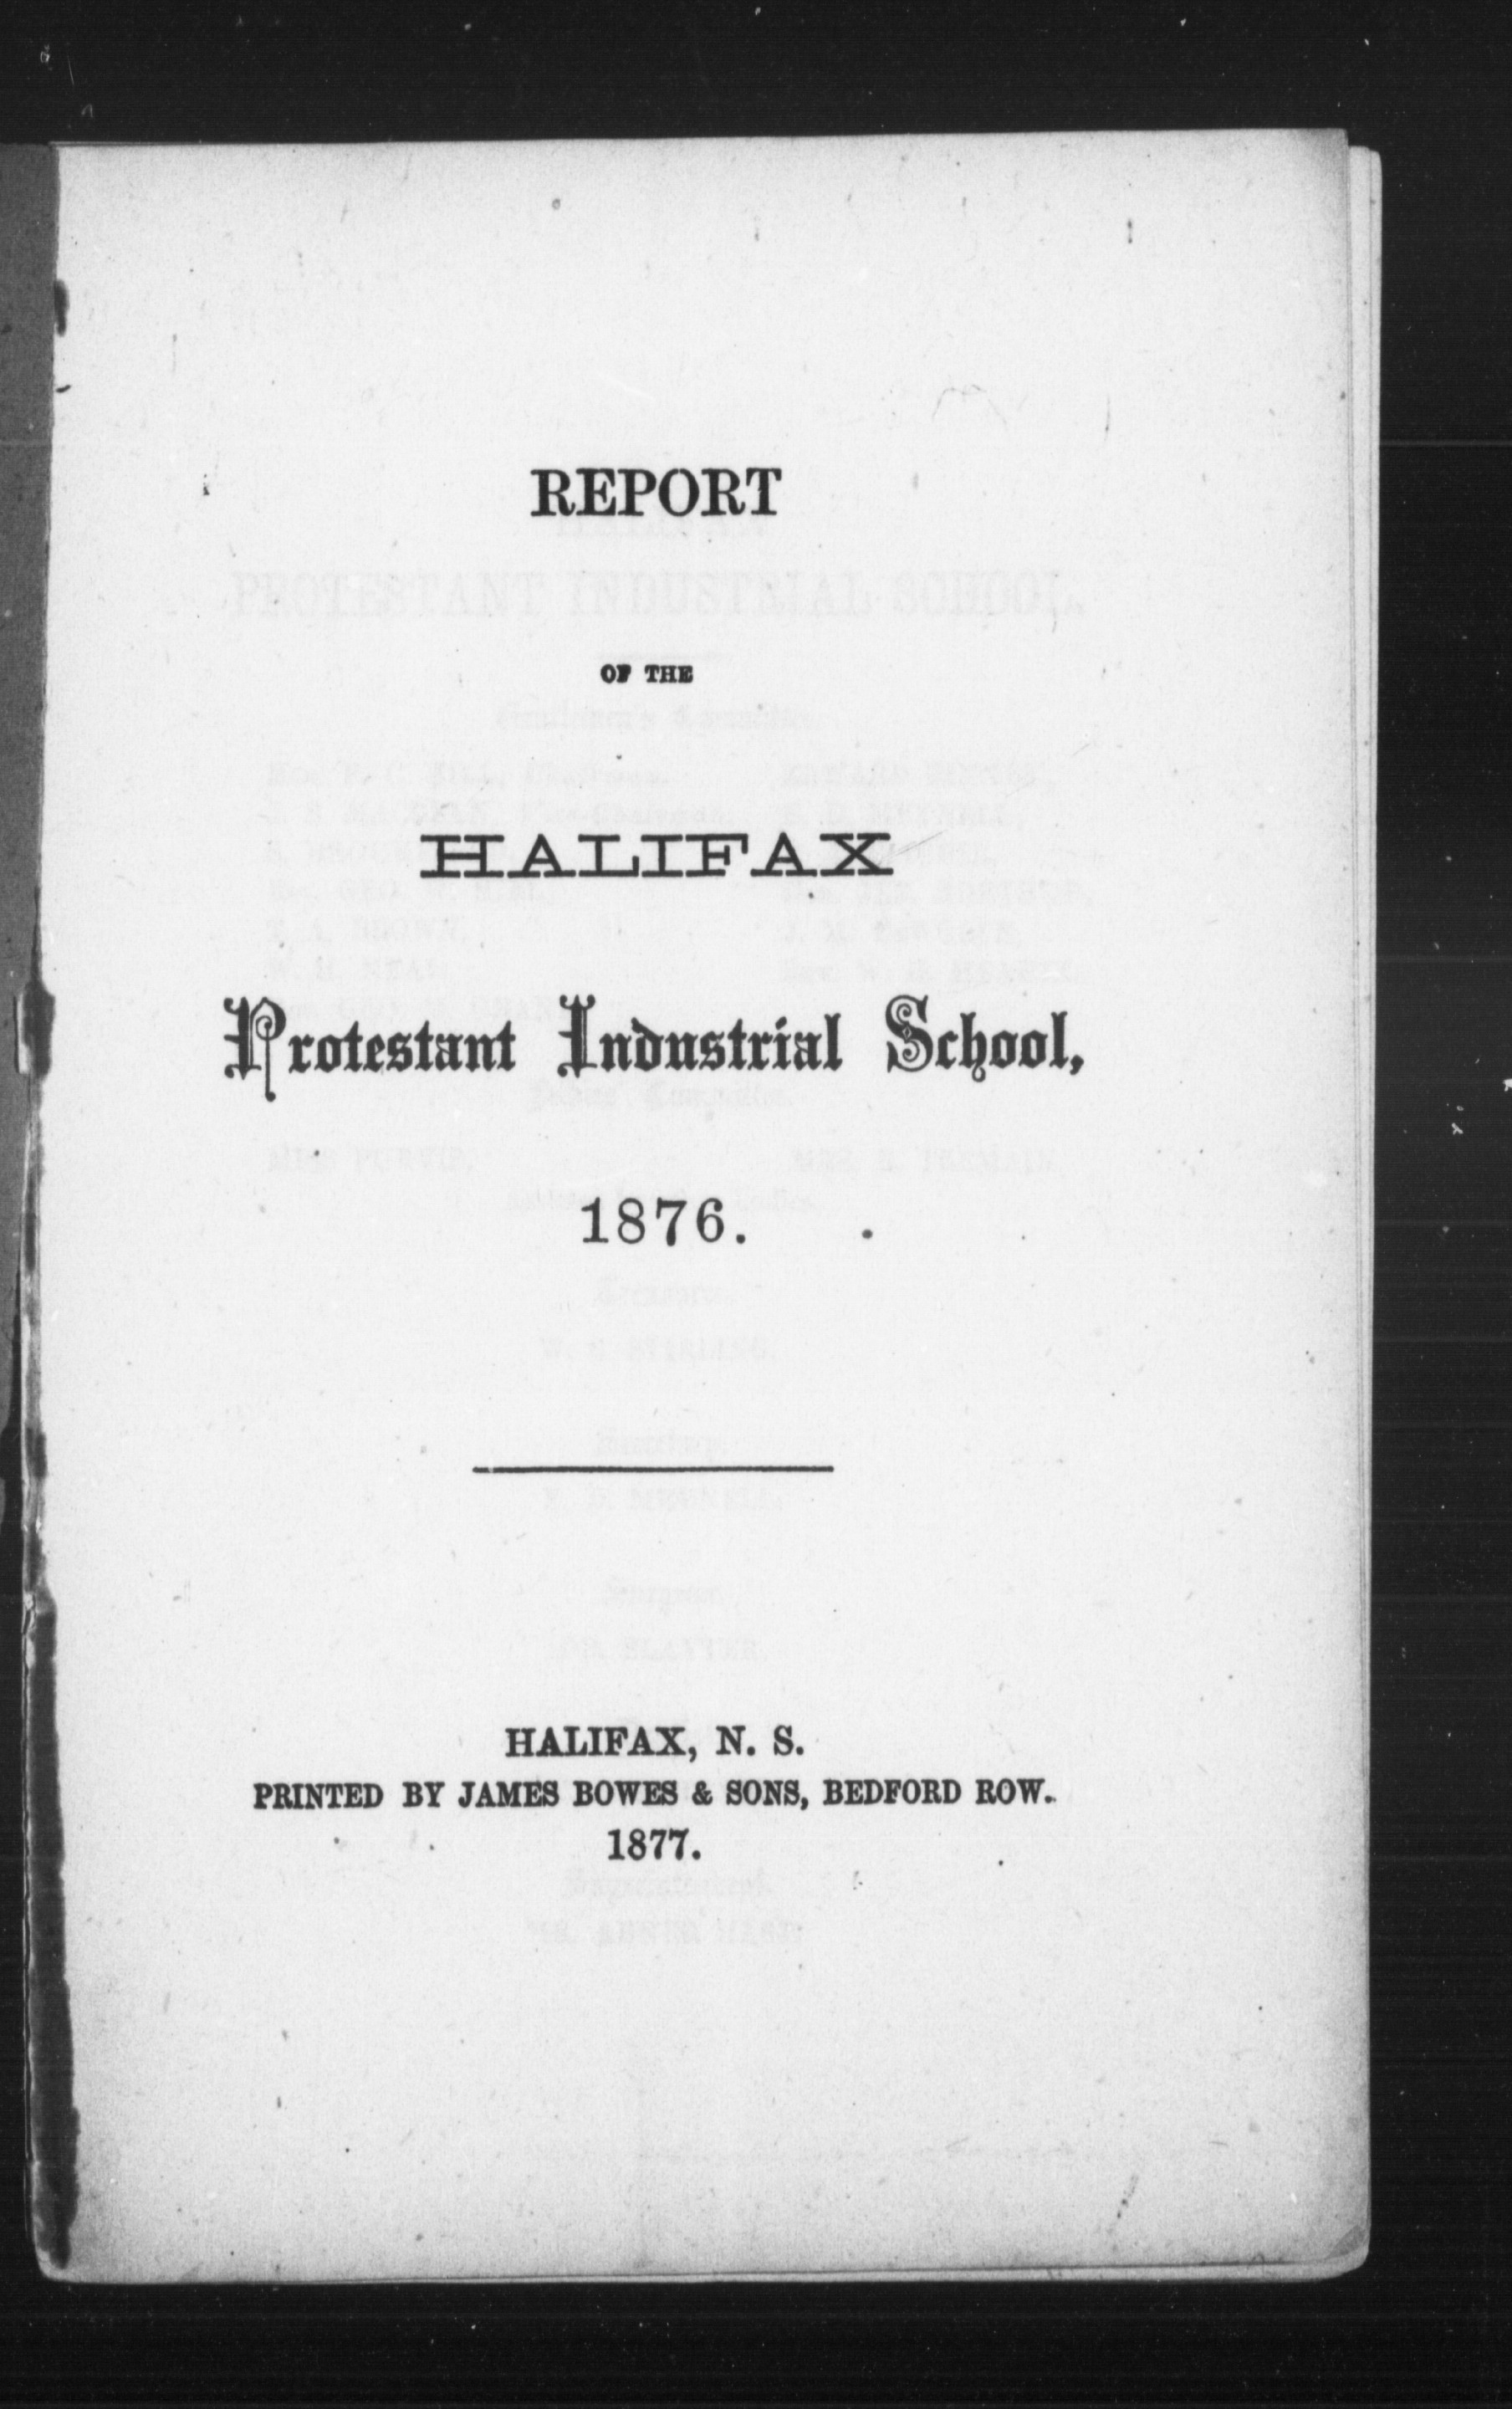 REPORT
OF THE
HALIFAX
Protestant Industrial School,
1876.
HALIFAX, N. S.
PRINTED BY JAMES BOWES & SONS, BEDFORD ROW.
1877.